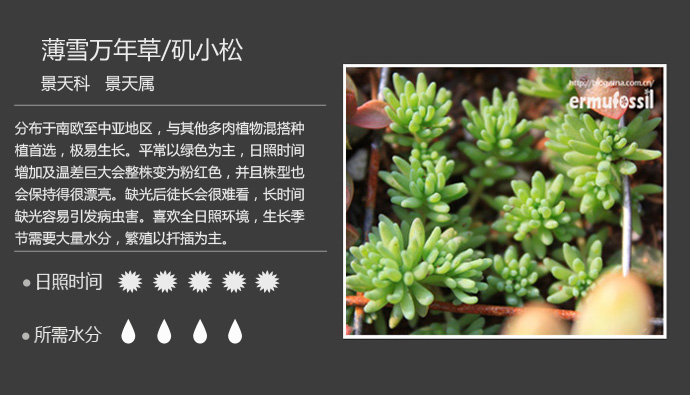 薄雪万年草/矶小松
景天科 景天属
分布于南欧至中亚地区，与其他多肉植物混搭种
植首选，极易生长。平常以绿色为主，日照时间
增加及温差巨大会整株变为粉红色，并且株型也
会保持得很漂亮。缺光后徒长会很难看，长时间
缺光容易引发病虫害。喜欢全日照环境，生长季
节需要大量水分，繁殖以扦插为主。
日照时间
所需水分
ermufossil